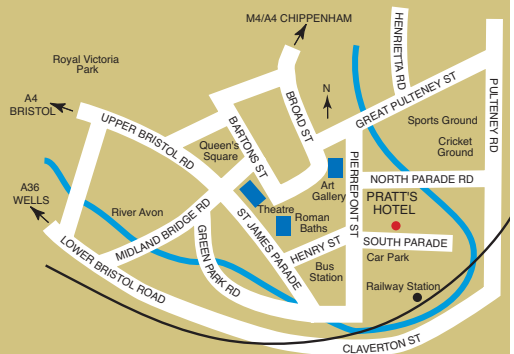 M4/A4 CHIPPENHAM
Royal Victoria
Park
A4
BRISTOL
UPPER BRISTOL RD
Queen's
Square
BARTONS ST
BROAD ST
N
HENRIETTA RD
GREAT PULTENEY ST
PULTENEY RD
Sports Ground
Cricket
Ground
A36
WELLS
River Avon
MIDLAND BRIDGE RD
Theatre
Roman
Baths
Art
Gallery
PIERREPONT ST
NORTH PARADE RD
PRATT'S
HOTEL
SOUTH PARADE
Car Park
HENRY ST
ST JAMES PARADE
GREEN PARK RD
Bus
Station
Railway Station
LOWER BRISTOL ROAD
CLAVERTON ST